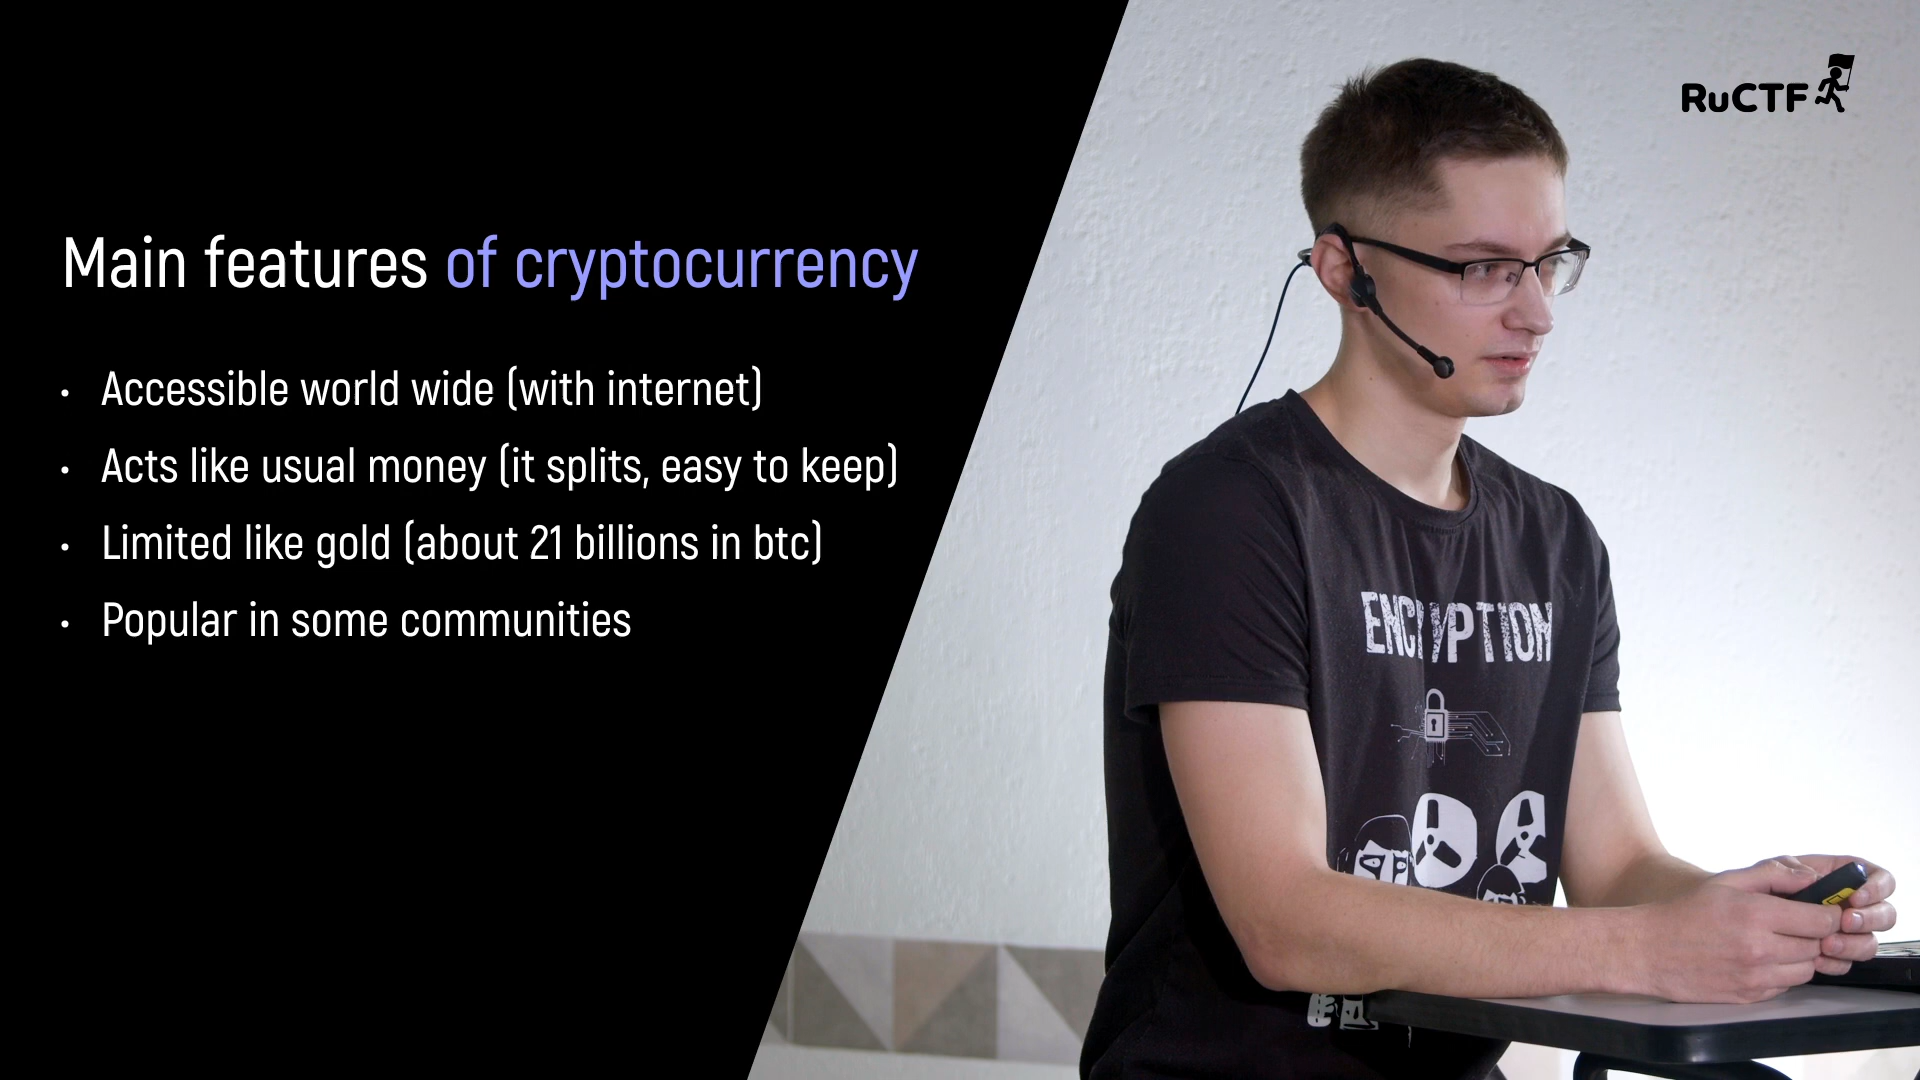 RuCTF
Main features of cryptocurrency
• Accessible world wide (with internet)
• Acts like usual money (it splits, easy to keep)
• Limited like gold (about 21 billions in btc)
• Popular in some communities
ENCRYPTION